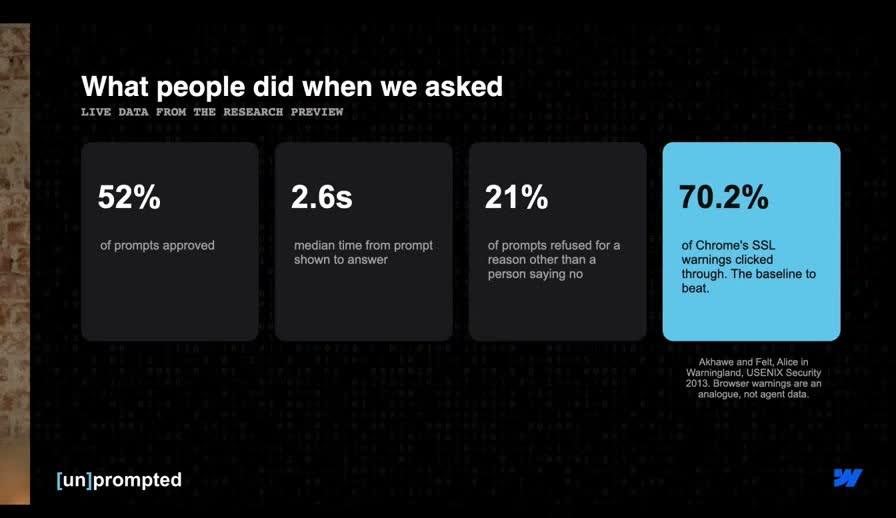 What people did when we asked
LIVE DATA FROM THE RESEARCH PREVIEW
52%
of prompts approved
2.6s
median time from prompt
shown to answer
21%
of prompts refused for a
reason other than a
person saying no
70.2%
of Chrome's SSL
warnings clicked
through. The baseline to
beat.
Akhawe and Felt, Alice in
Warningland, USENIX Security
2013. Browser warnings are an
analogue, not agent data.
[un]prompted